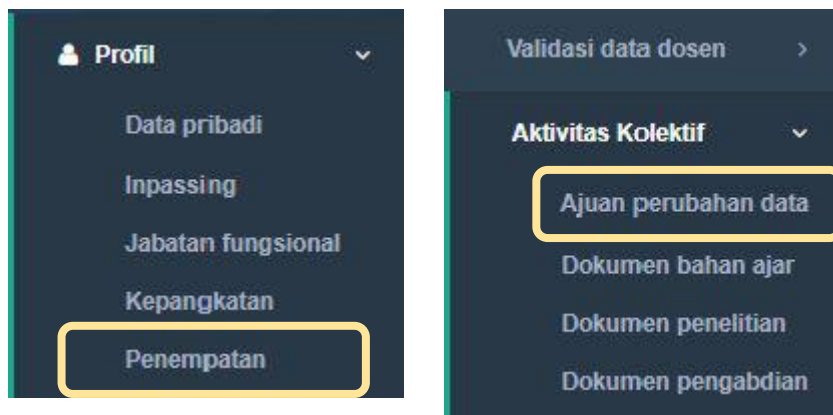 Profil
Data pribadi
Inpassing
Jabatan fungsional
Kepangkatan
Penempatan
Validasi data dosen
Aktivitas Kolektif
Ajuan perubahan data
Dokumen bahan ajar
Dokumen penelitian
Dokumen pengabdian